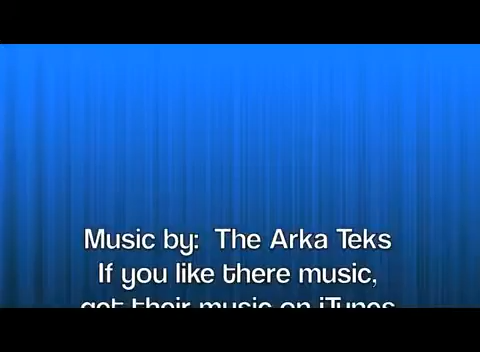 Music by: The Arka Teks
If you like there music,
get their music on iTunes